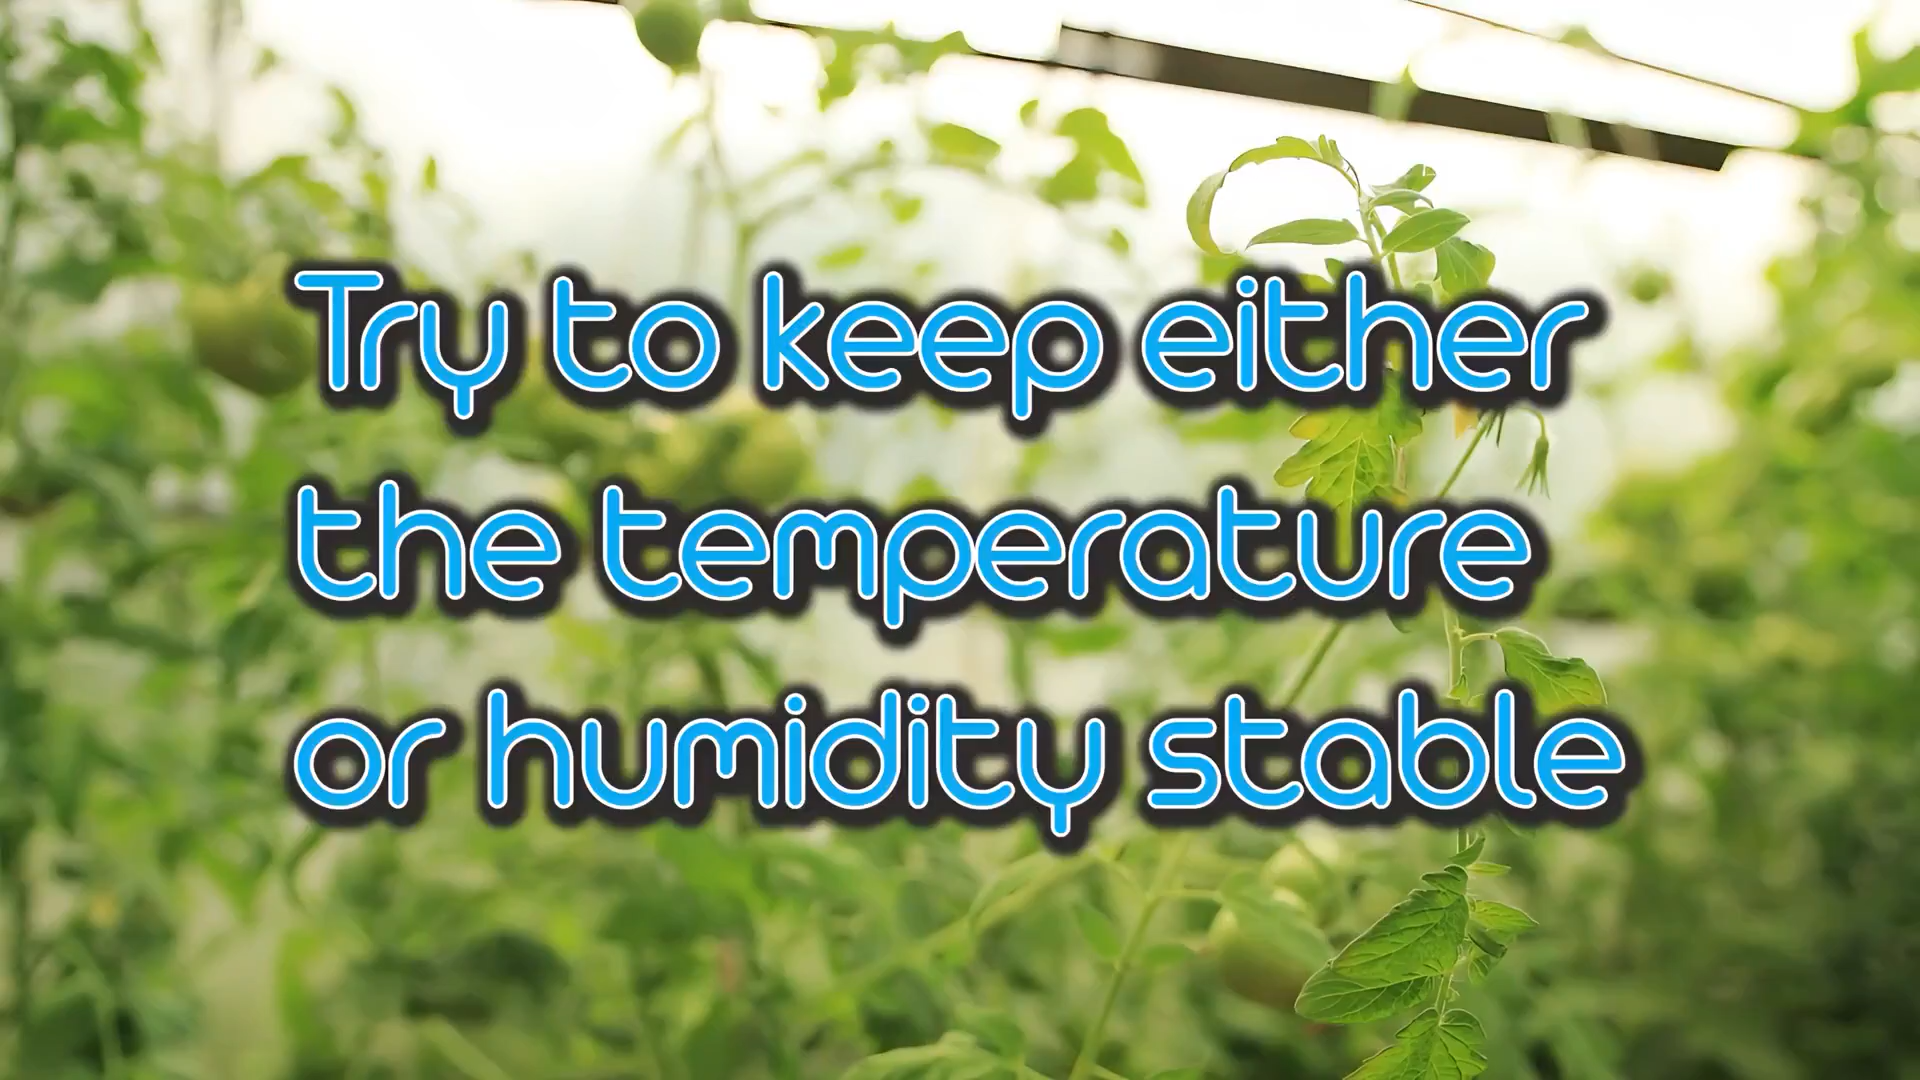 Try to keep either
the temperature
or humidity stable